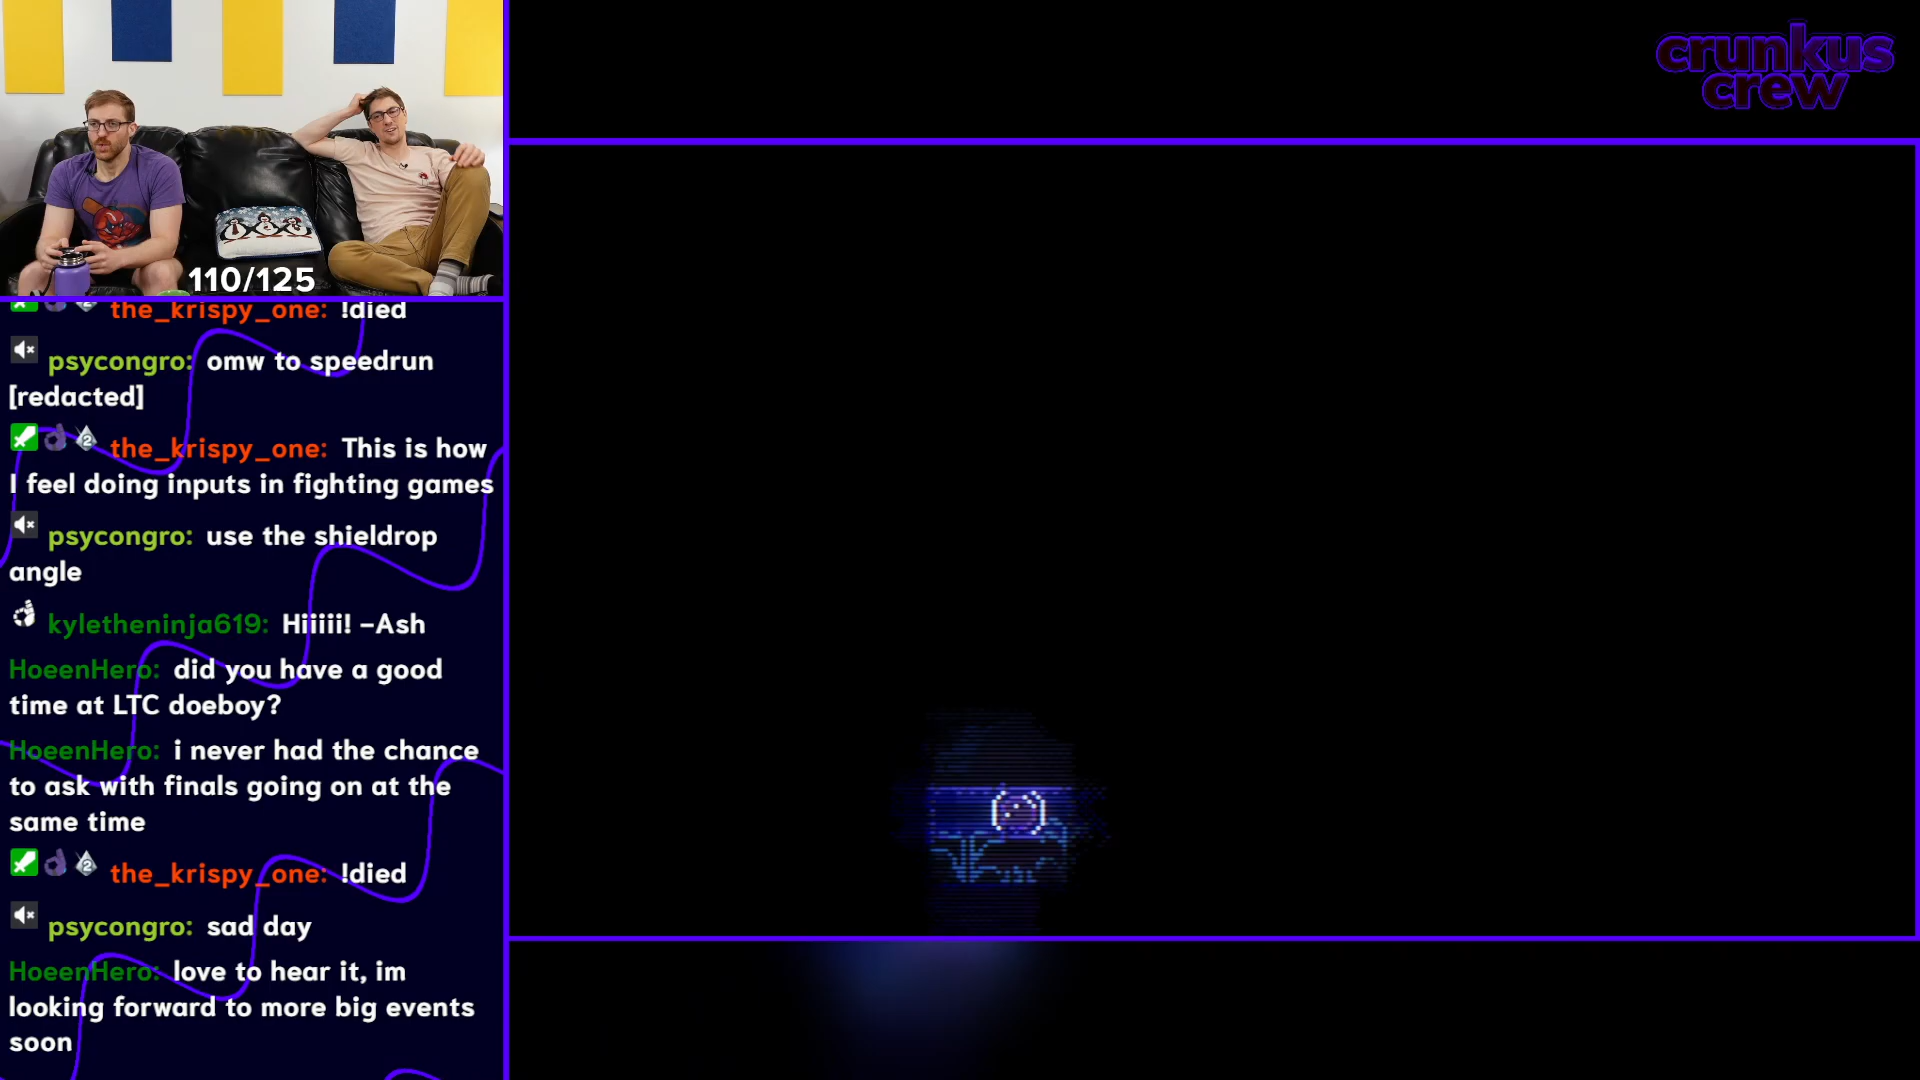 crunkus
crew
110/125
the_krispy_one: !died
psycongro: omw to speedrun
[redacted]
2 the_krispy_one: This is how
I feel doing inputs in fighting games
psycongro: use the shieldrop
angle
kyletheninja619: Hiiiii! -Ash
HoeenHero: did you have a good
time at LTC doeboy?
HoeenHero: i never had the chance
to ask with finals going on at the
same time
2 the_krispy_one: !died
psycongro: sad day
HoeenHero: love to hear it, im
looking forward to more big events
soon